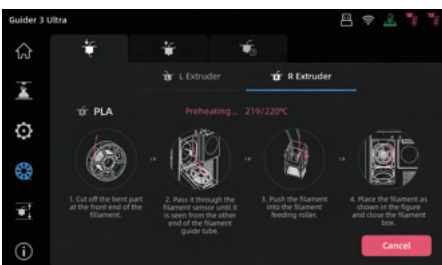 Guider 3 Ultra
L Extruder
R Extruder
PLA
Preheating... 219/220℃
1. Cut off the bent part
at the front end of the
fillament.
2. Pass it through the
filament sensor until it
is seen from the other
end of the filament
guide tube.
3. Push the filament
into the filament
feeding roller.
4. Place the filament as
shown in the figure
and close the filament
box.
Cancel